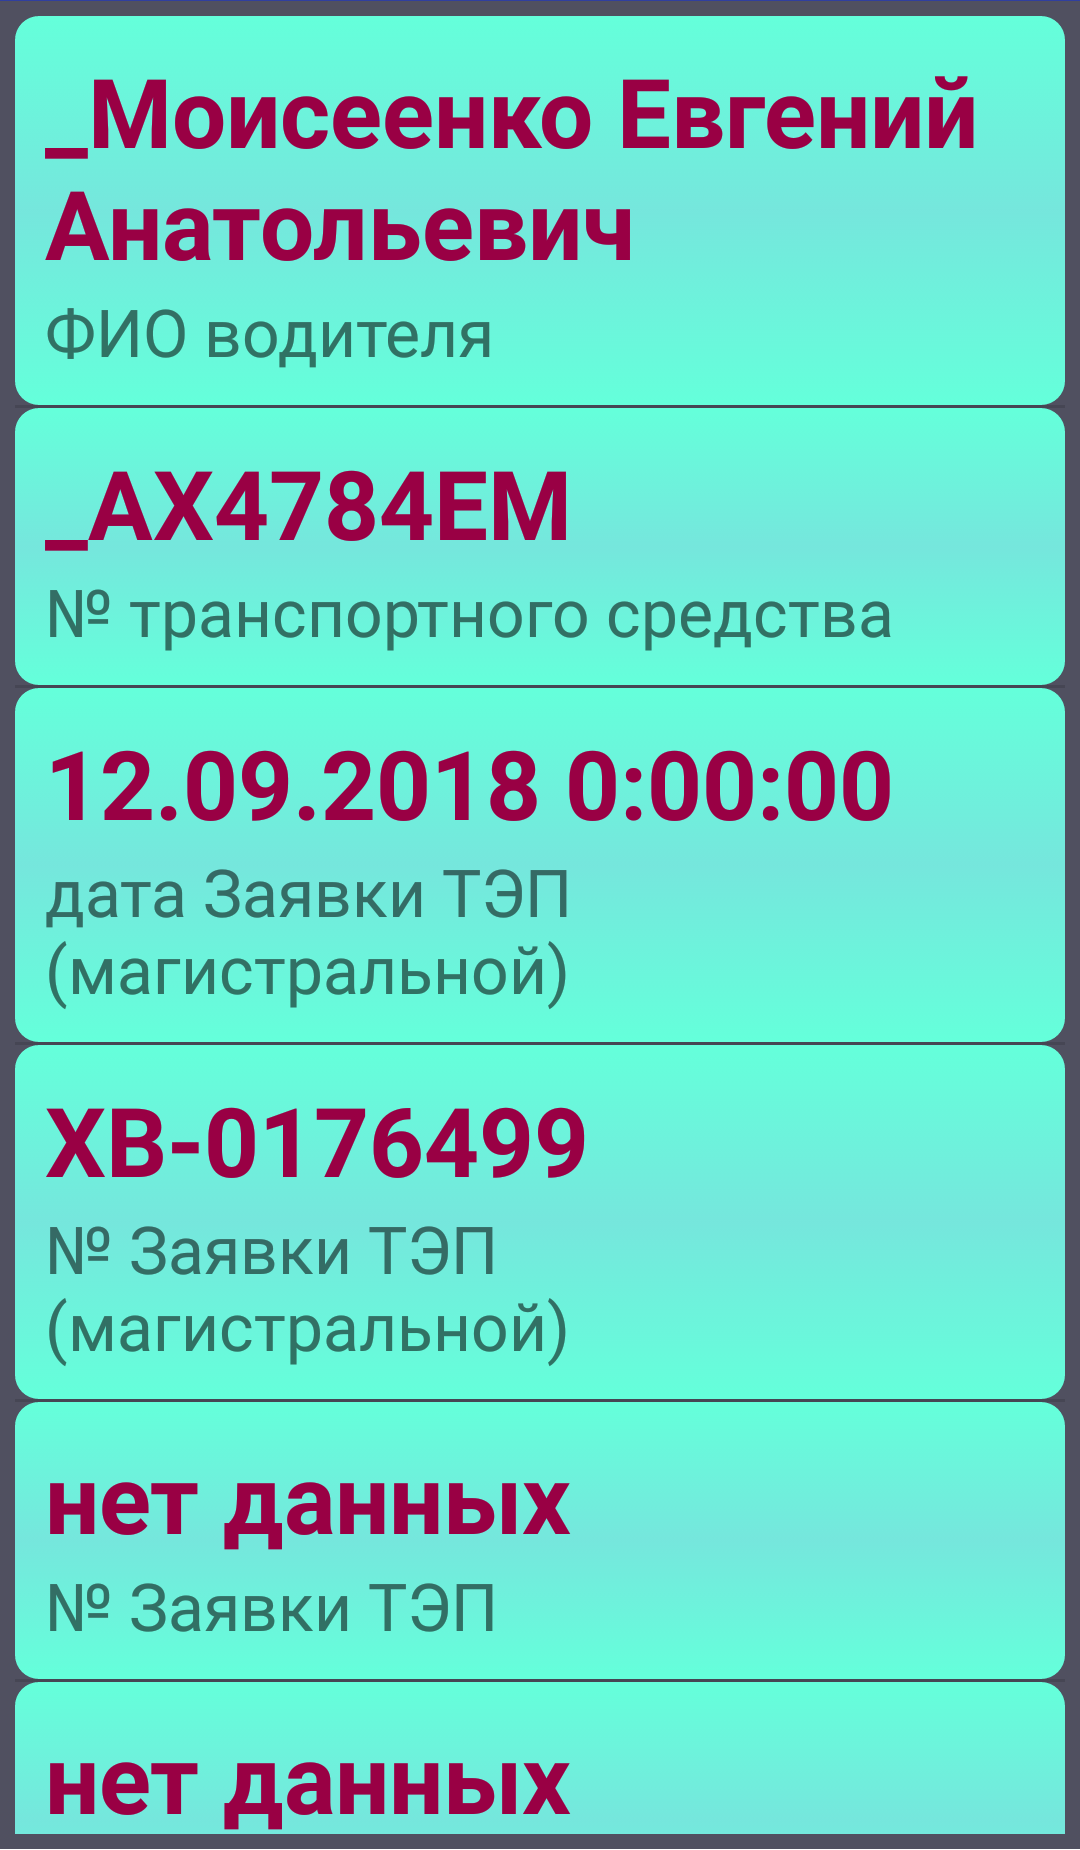 _Моисеенко Евгений
Анатольевич
ФИО водителя
_АХ4784ЕМ
№ транспортного средства
12.09.2018 0:00:00
дата Заявки ТЭП
(магистральной)
ХВ-0176499
№ Заявки ТЭП
(магистральной)
нет данных
№ Заявки ТЭП
нет данных